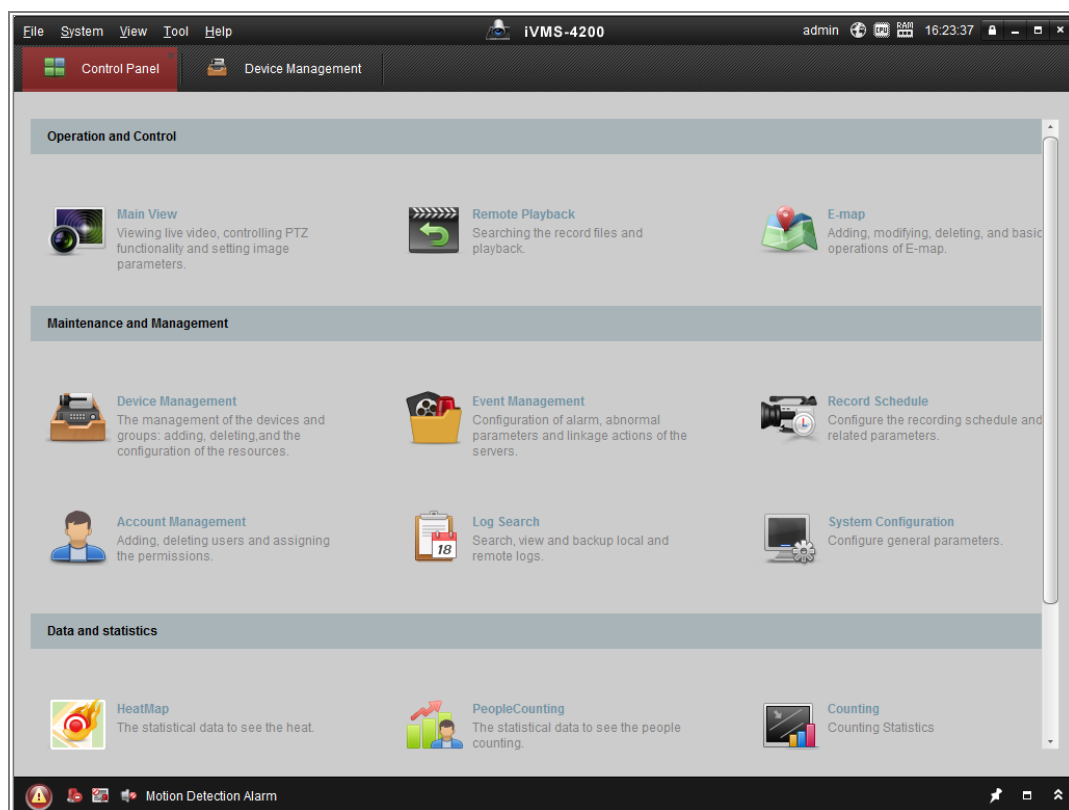 File System View Tool Help
iVMS-4200
admin CPU RAM 16:23:37
Control Panel
Device Management
Operation and Control
Main View
Viewing live video, controlling PTZ
functionality and setting image
parameters.
Remote Playback
Searching the record files and
playback.
E-map
Adding, modifying, deleting, and basic
operations of E-map.
Maintenance and Management
Device Management
The management of the devices and
groups: adding, deleting,and the
configuration of the resources.
Event Management
Configuration of alarm, abnormal
parameters and linkage actions of the
servers.
Record Schedule
Configure the recording schedule and
related parameters.
Account Management
Adding, deleting users and assigning
the permissions.
18
Log Search
Search, view and backup local and
remote logs.
System Configuration
Configure general parameters.
Data and statistics
HeatMap
The statistical data to see the heat.
PeopleCounting
The statistical data to see the people
counting.
Counting
Counting Statistics
Motion Detection Alarm